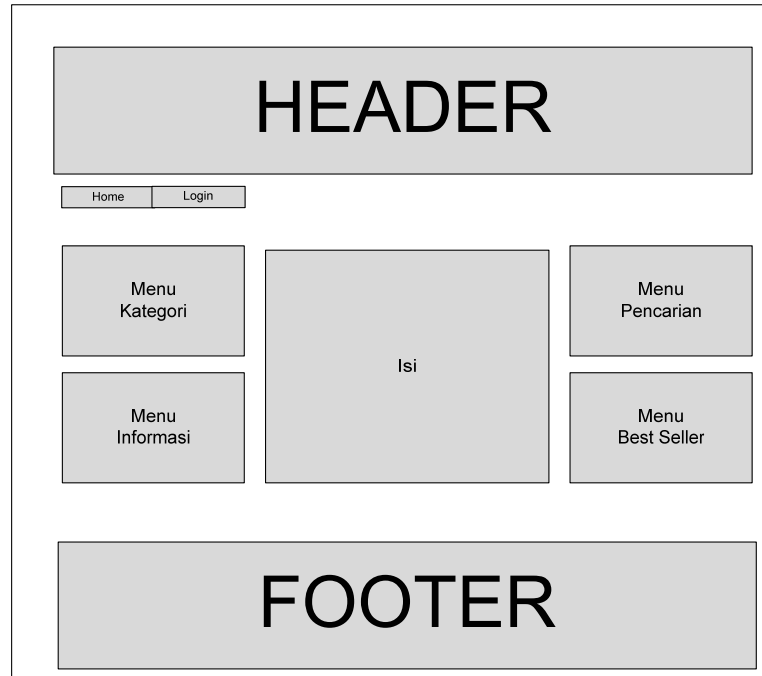 HEADER
Home
Login
Menu
Kategori
Isi
Menu
Pencarian
Menu
Informasi
Menu
Best Seller
FOOTER